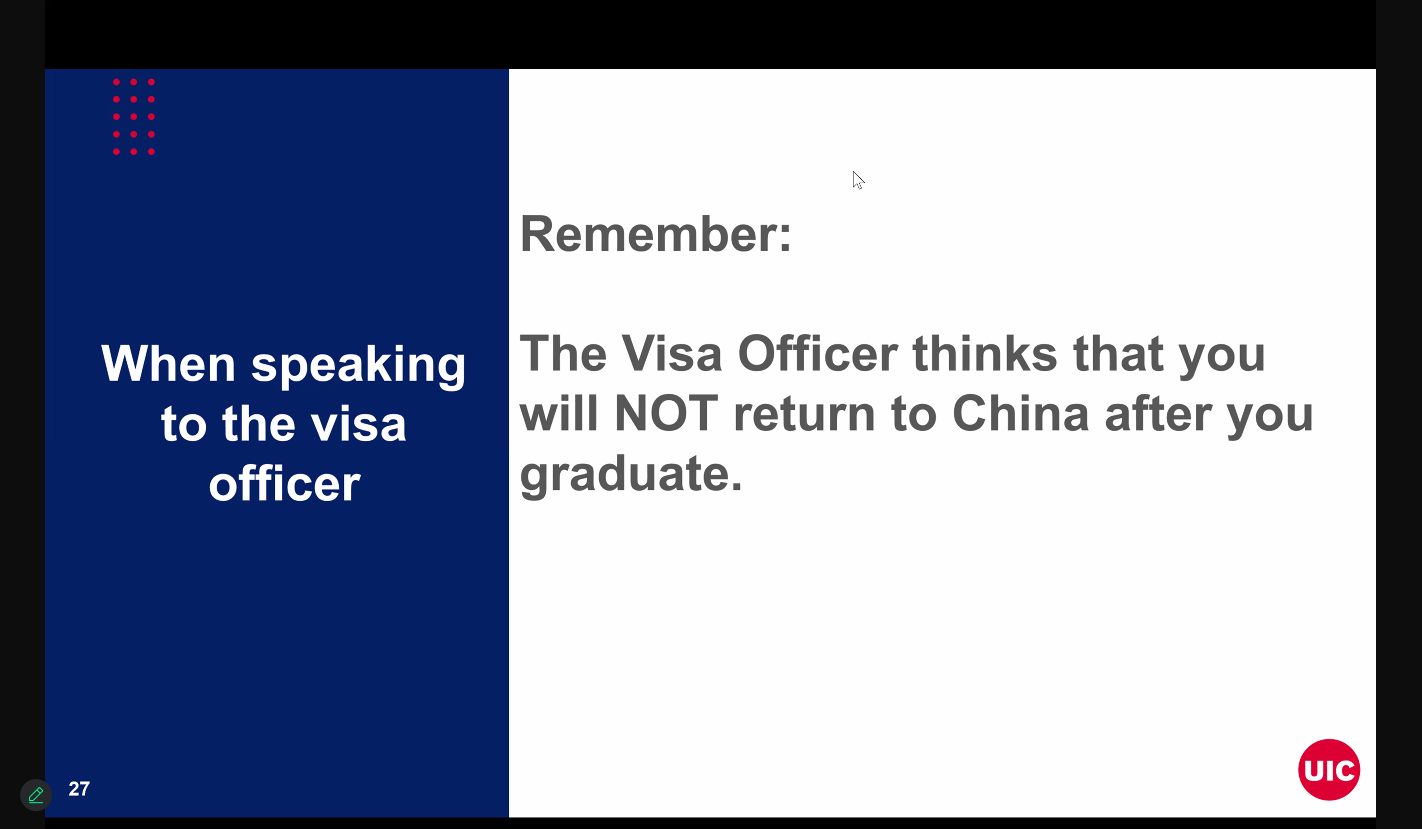 When speaking
to the visa
officer
Remember:
The Visa Officer thinks that you
will NOT return to China after you
graduate.
27
UIC